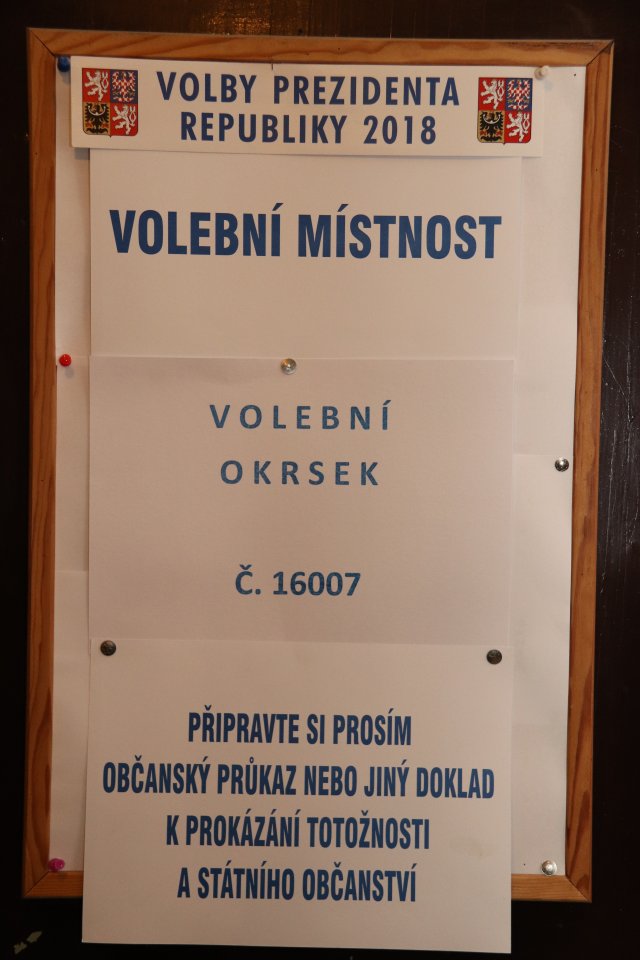 VOLBY PREZIDENTA
REPUBLIKY 2018
VOLEBNÍ MÍSTNOST
VOLEBNÍ
OKRSEK
Č. 16007
PŘIPRAVTE SI PROSÍM
OBČANSKÝ PRŮKAZ NEBO JINÝ DOKLAD
K PROKÁZÁNÍ TOTOŽNOSTI
A STÁTNÍHO OBČANSTVÍ